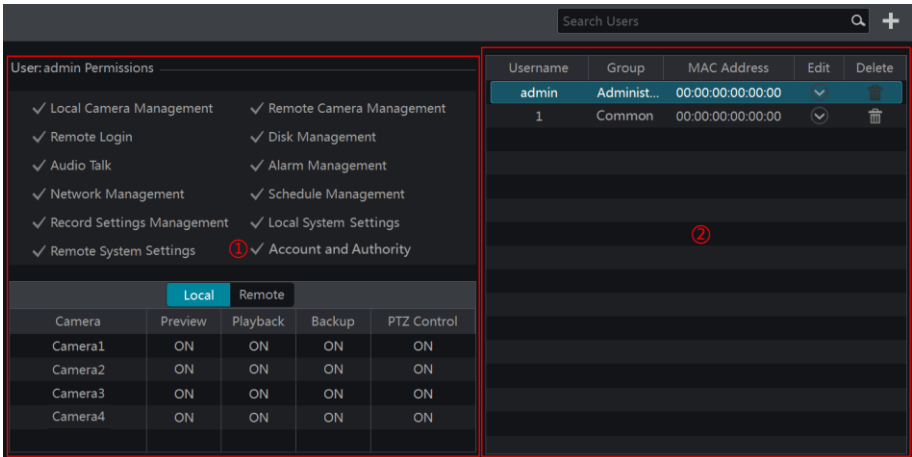 Search Users
User:admin Permissions
Local Camera Management Remote Camera Management
Remote Login Disk Management
Audio Talk Alarm Management
Network Management Schedule Management
Record Settings Management Local System Settings
Remote System Settings ① Account and Authority
Local Remote
Camera Preview Playback Backup PTZ Control
Camera1 ON ON ON ON
Camera2 ON ON ON ON
Camera3 ON ON ON ON
Camera4 ON ON ON ON
Username Group MAC Address Edit Delete
admin Administ... 00:00:00:00:00:00
1 Common 00:00:00:00:00:00
②